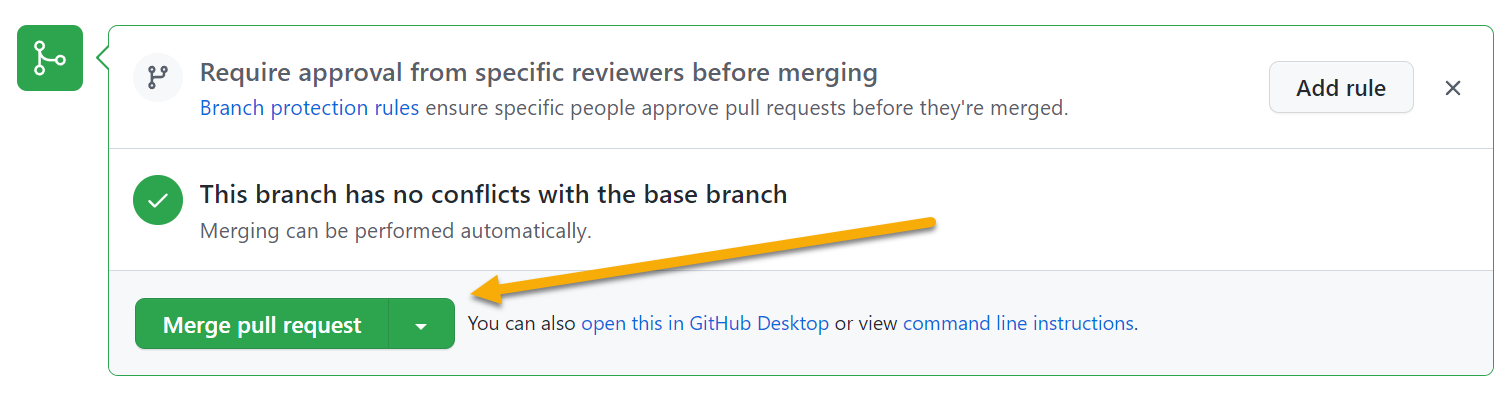 Require approval from specific reviewers before merging
Branch protection rules ensure specific people approve pull requests before they're merged.
Add rule
This branch has no conflicts with the base branch
Merging can be performed automatically.
Merge pull request
You can also open this in GitHub Desktop or view command line instructions.